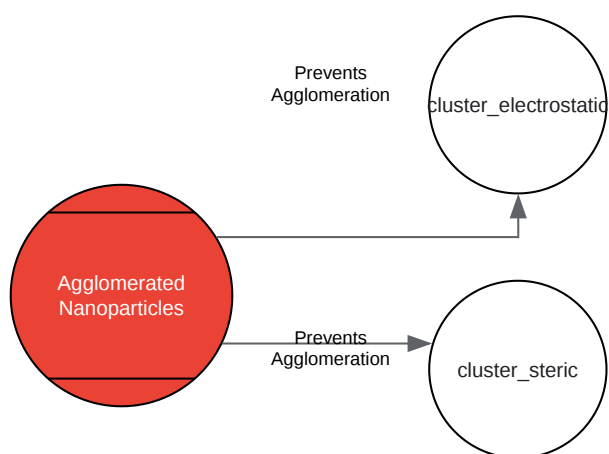 Prevents
Agglomeration
cluster_electrostatic
Agglomerated
Nanoparticles
Prevents
Agglomeration
cluster_steric